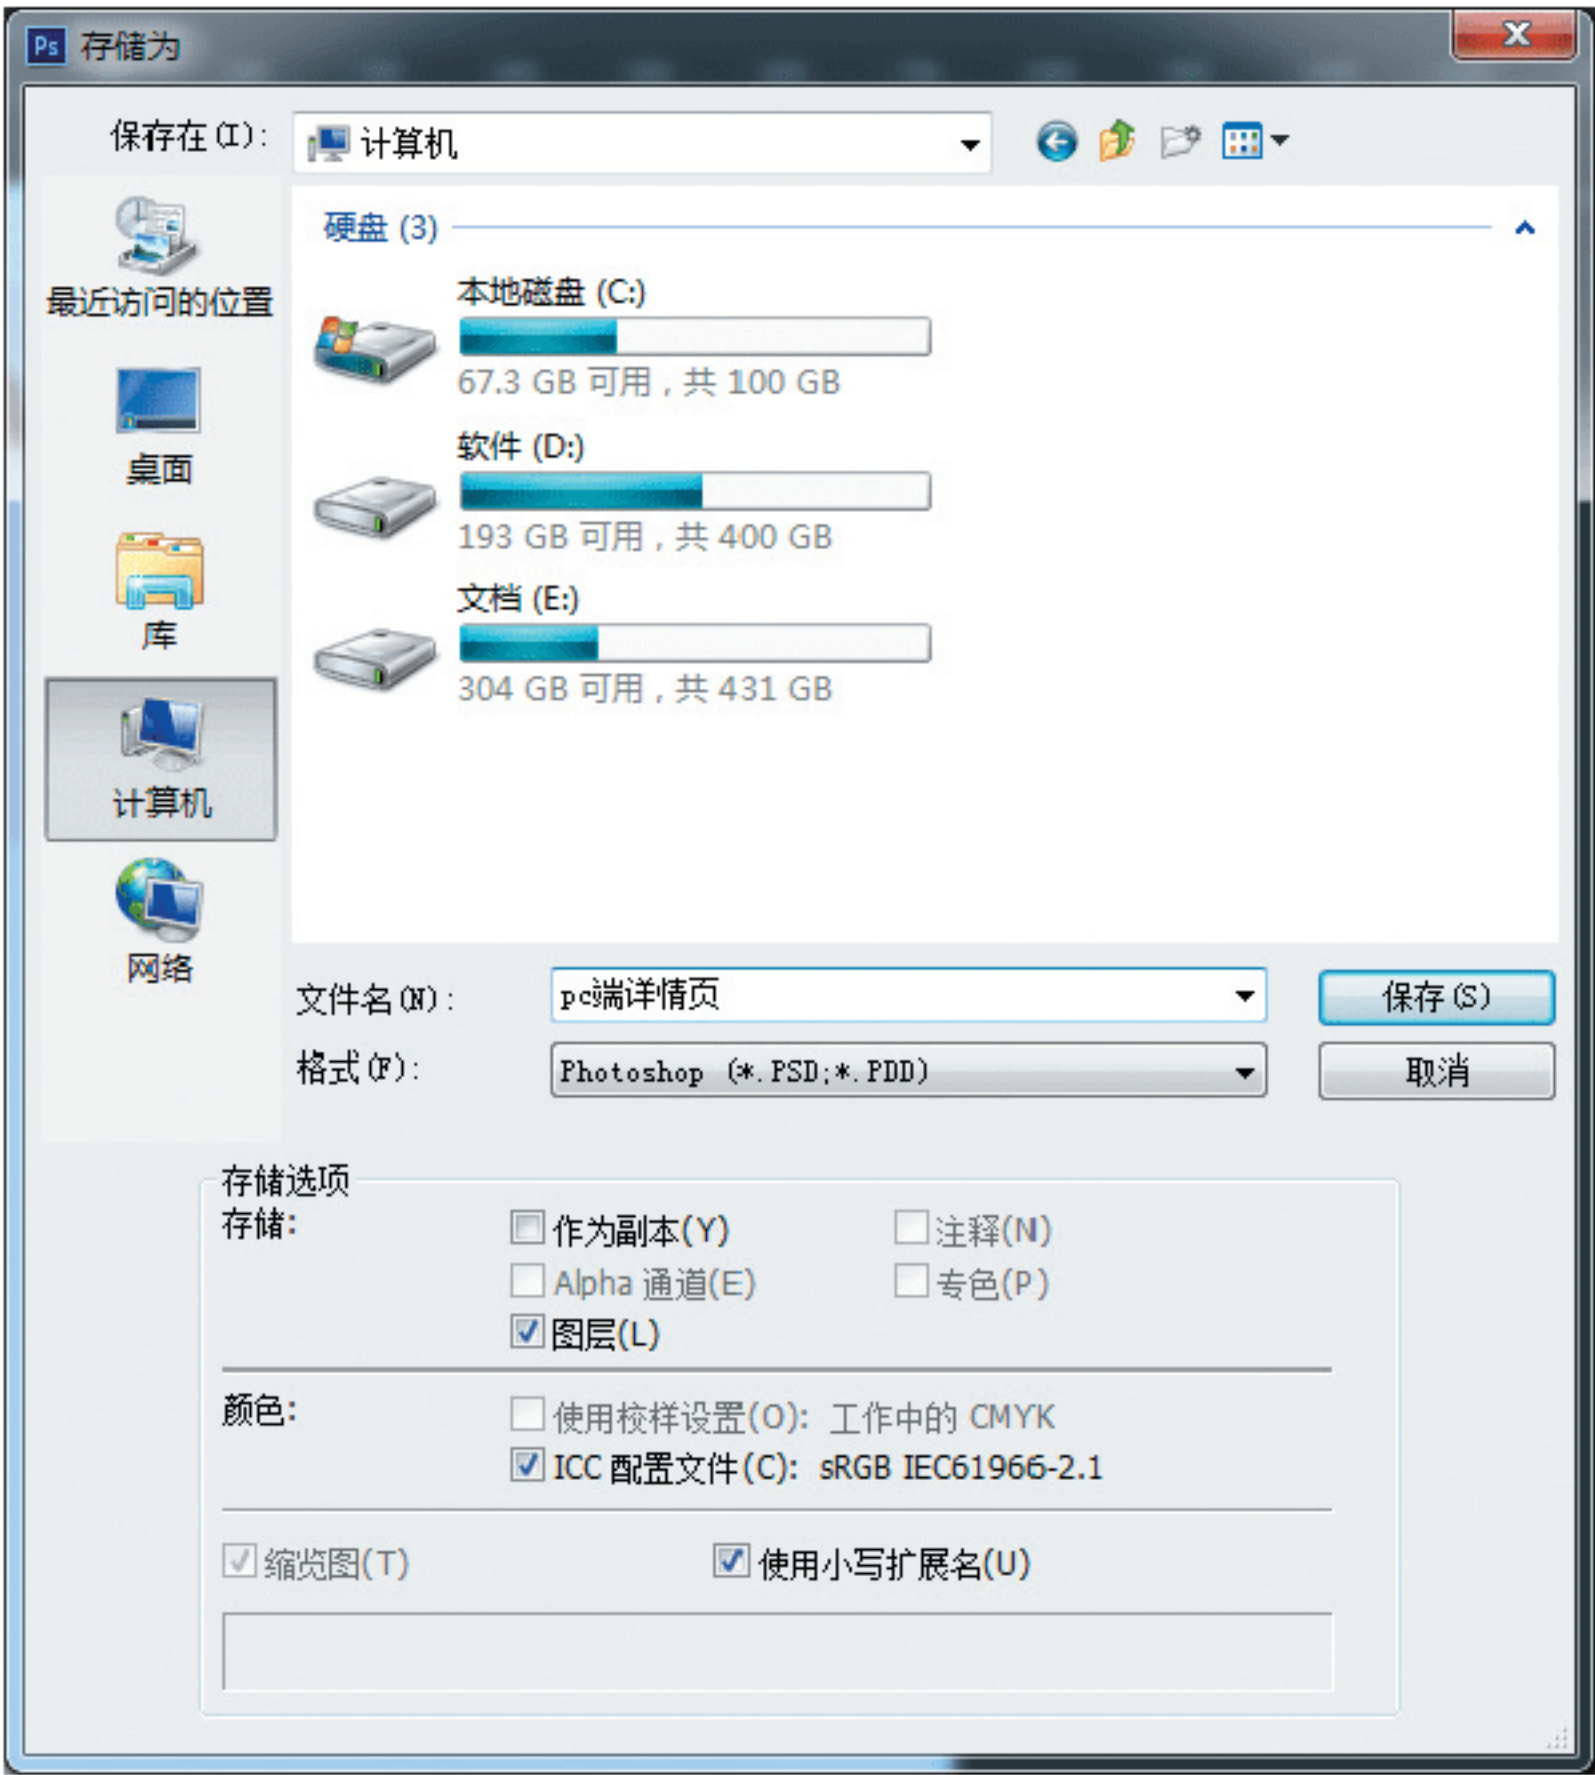 Ps 存储为
保存在(I): 计算机
最近访问的位置
桌面
库
计算机
网络
硬盘 (3)
本地磁盘 (C:)
67.3 GB 可用，共 100 GB
软件 (D:)
193 GB 可用，共 400 GB
文档 (E:)
304 GB 可用，共 431 GB
文件名(N): pc端详情页 保存(S)
格式(F): Photoshop (*.PSD;*.PDD) 取消
存储选项
存储: 作为副本(Y) 注释(N)
Alpha 通道(E) 专色(P)
图层(L)
颜色: 使用校样设置(O): 工作中的 CMYK
ICC 配置文件(C): sRGB IEC61966-2.1
缩览图(T) 使用小写扩展名(U)